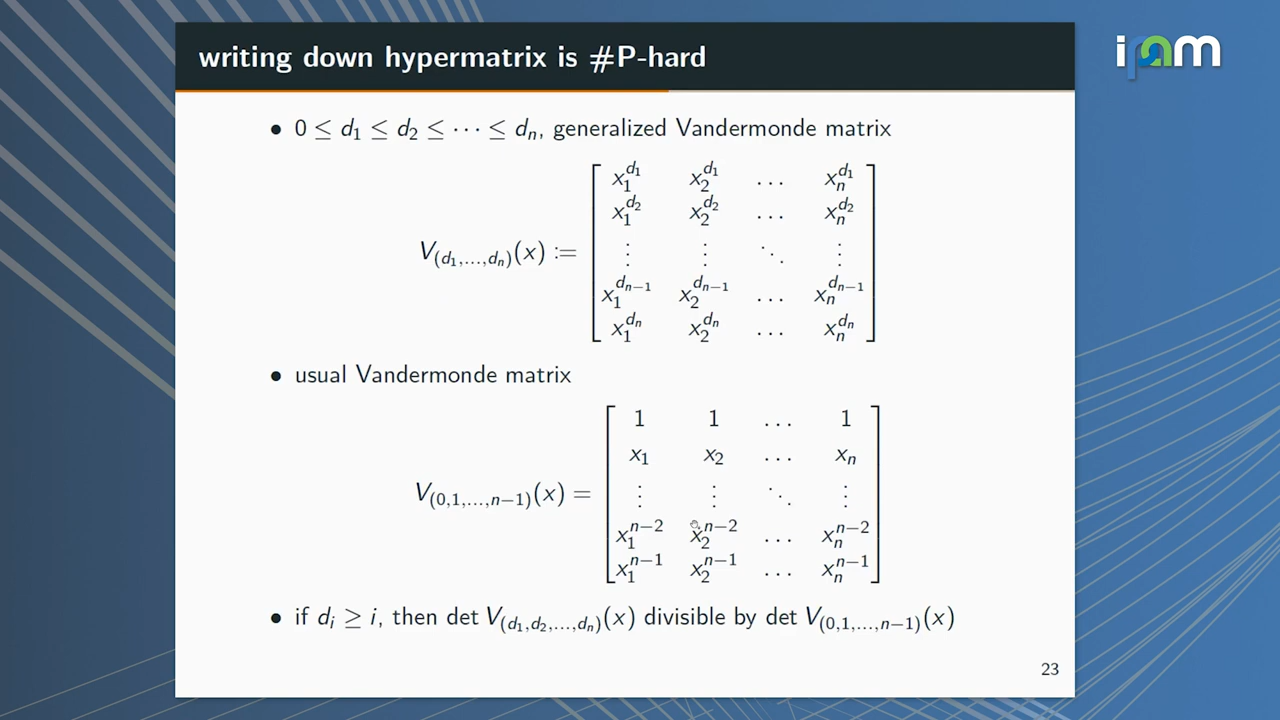 writing down hypermatrix is #P-hard
ipam
• 0 ≤ d₁ ≤ d₂ ≤ ⋯ ≤ dₙ, generalized Vandermonde matrix
V_{(d₁,...,dₙ)}(x) := [ x₁^{d₁} x₂^{d₁} … xₙ^{d₁}
x₁^{d₂} x₂^{d₂} … xₙ^{d₂}
⋮ ⋮ ⋱ ⋮
x₁^{dₙ₋₁} x₂^{dₙ₋₁} … xₙ^{dₙ₋₁}
x₁^{dₙ} x₂^{dₙ} … xₙ^{dₙ} ]
• usual Vandermonde matrix
V_{(0,1,...,n−1)}(x) = [ 1 1 … 1
x₁ x₂ … xₙ
⋮ ⋮ ⋱ ⋮
x₁^{n−2} x₂^{n−2} … xₙ^{n−2}
x₁^{n−1} x₂^{n−1} … xₙ^{n−1} ]
• if dᵢ ≥ i, then det V_{(d₁,d₂,...,dₙ)}(x) divisible by det V_{(0,1,...,n−1)}(x)
23